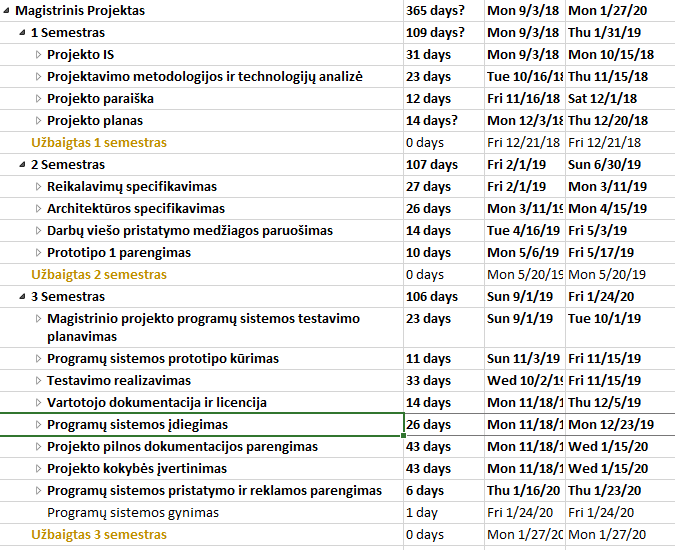 Magistrinis Projektas 365 days? Mon 9/3/18 Mon 1/27/20
1 Semestras 109 days? Mon 9/3/18 Thu 1/31/19
Projekto IS 31 days Mon 9/3/18 Mon 10/15/18
Projektavimo metodologijos ir technologijų analizė 23 days Tue 10/16/18 Thu 11/15/18
Projekto paraiška 12 days Fri 11/16/18 Sat 12/1/18
Projekto planas 14 days? Mon 12/3/18 Thu 12/20/18
Užbaigtas 1 semestras 0 days Fri 12/21/18 Fri 12/21/18
2 Semestras 107 days Fri 2/1/19 Sun 6/30/19
Reikalavimų specifikavimas 27 days Fri 2/1/19 Mon 3/11/19
Architektūros specifikavimas 26 days Mon 3/11/19 Mon 4/15/19
Darbų viešo pristatymo medžiagos paruošimas 14 days Tue 4/16/19 Fri 5/3/19
Prototipo 1 parengimas 10 days Mon 5/6/19 Fri 5/17/19
Užbaigtas 2 semestras 0 days Mon 5/20/19 Mon 5/20/19
3 Semestras 106 days Sun 9/1/19 Fri 1/24/20
Magistrinio projekto programų sistemos testavimo 23 days Sun 9/1/19 Tue 10/1/19
planavimas
Programų sistemos prototipo kūrimas 11 days Sun 11/3/19 Fri 11/15/19
Testavimo realizavimas 33 days Wed 10/2/19 Fri 11/15/19
Vartotojo dokumentacija ir licencija 14 days Mon 11/18/1 Thu 12/5/19
Programų sistemos įdiegimas 26 days Mon 11/18/1 Mon 12/23/19
Projekto pilnos dokumentacijos parengimas 43 days Mon 11/18/1 Wed 1/15/20
Projekto kokybės įvertinimas 43 days Mon 11/18/1 Wed 1/15/20
Programų sistemos pristatymo ir reklamos parengimas 6 days Thu 1/16/20 Thu 1/23/20
Programų sistemos gynimas 1 day Fri 1/24/20 Fri 1/24/20
Užbaigtas 3 semestras 0 days Mon 1/27/20 Mon 1/27/20